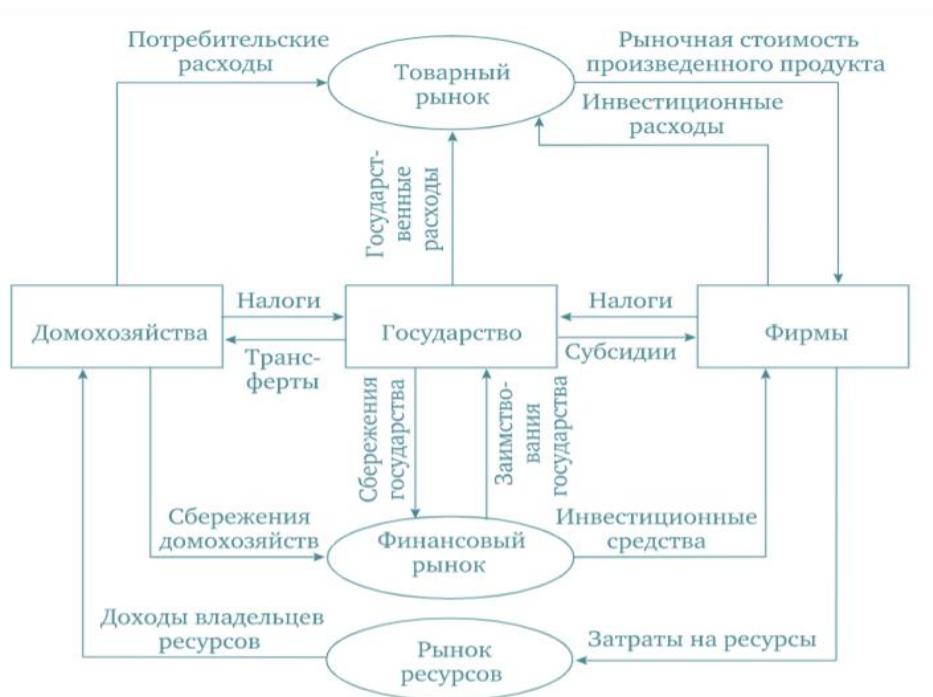 Потребительские
расходы
Товарный
рынок
Рыночная стоимость
произведенного продукта
Инвестиционные
расходы
Государст-
венные
расходы
Домохозяйства
Налоги
Транс-
ферты
Государство
Налоги
Субсидии
Фирмы
Сбережения
государства
Заимство-
вания
государства
Сбережения
домохозяйств
Финансовый
рынок
Инвестиционные
средства
Доходы владельцев
ресурсов
Рынок
ресурсов
Затраты на ресурсы